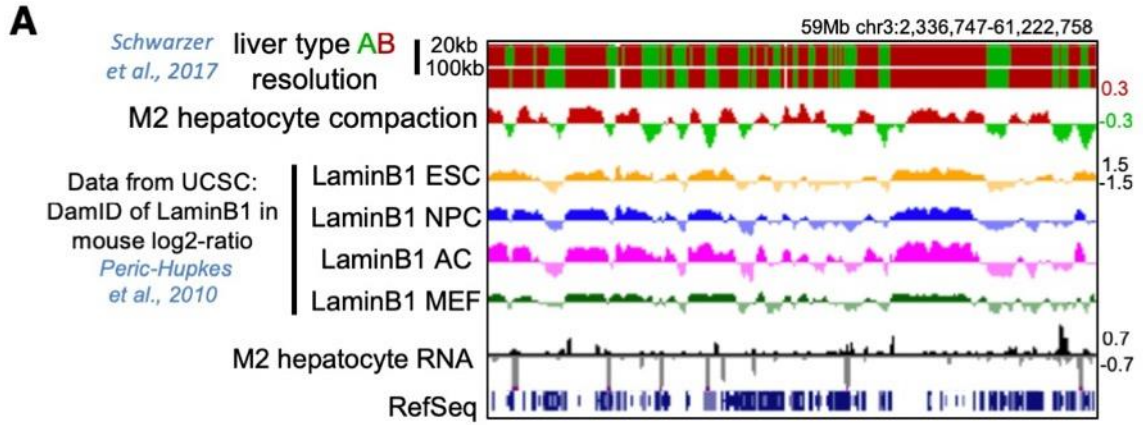 A
59Mb chr3:2,336,747-61,222,758
Schwarzer
et al., 2017
liver type AB
resolution
20kb
100kb
0.3
-0.3
M2 hepatocyte compaction
Data from UCSC:
DamID of LaminB1 in
mouse log2-ratio
Peric-Hupkes
et al., 2010
LaminB1 ESC
1.5
-1.5
LaminB1 NPC
LaminB1 AC
LaminB1 MEF
M2 hepatocyte RNA
0.7
-0.7
RefSeq